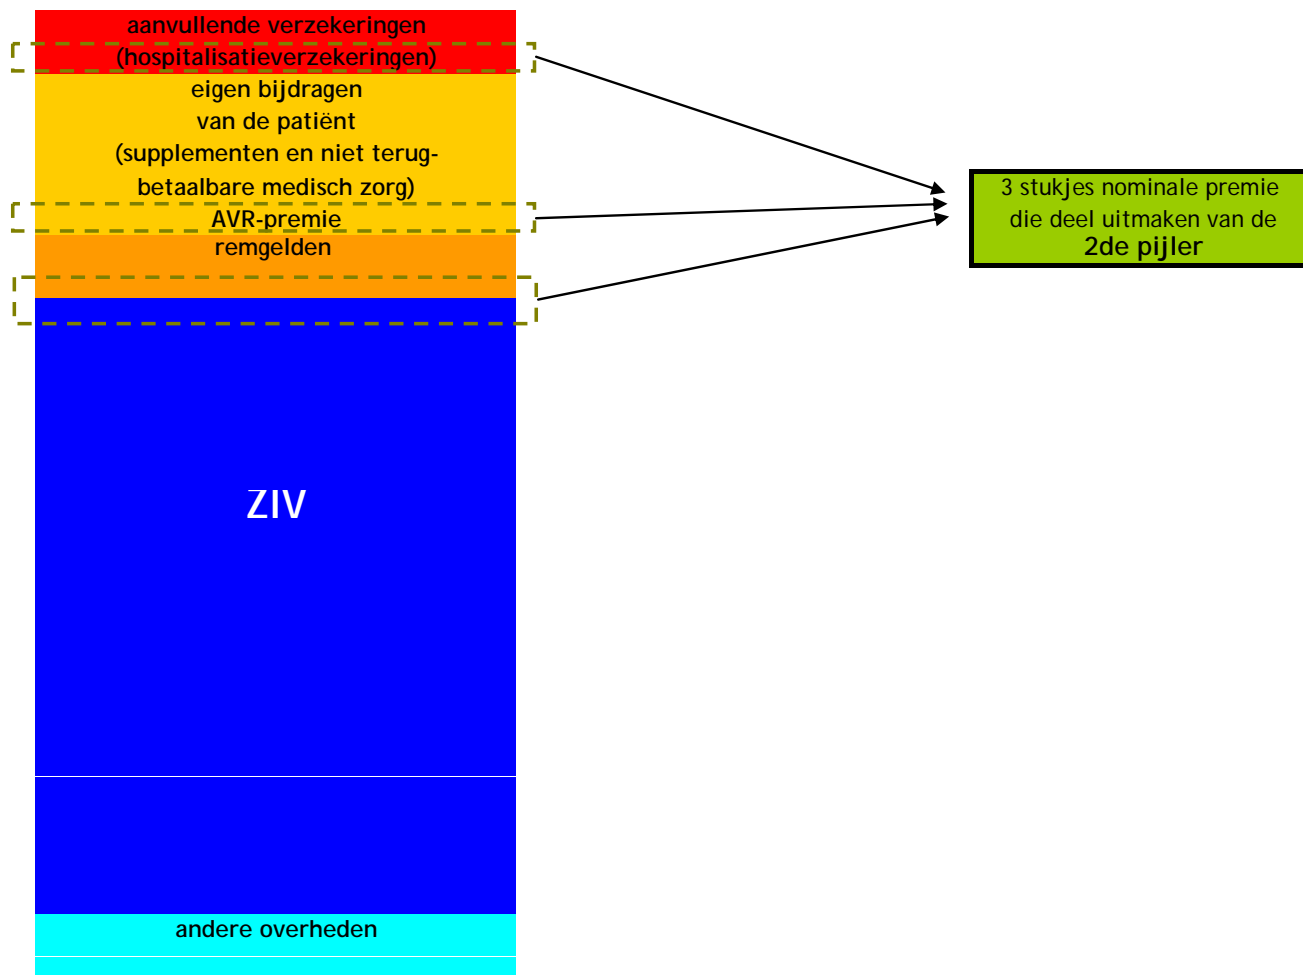 aanvullende verzekeringen
(hospitalisatieverzekeringen)
eigen bijdragen
van de patiënt
(supplementen en niet terug-
betaalbare medisch zorg)
AVR-premie
remgelden
ZIV
andere overheden
3 stukjes nominale premie
die deel uitmaken van de
2de pijler